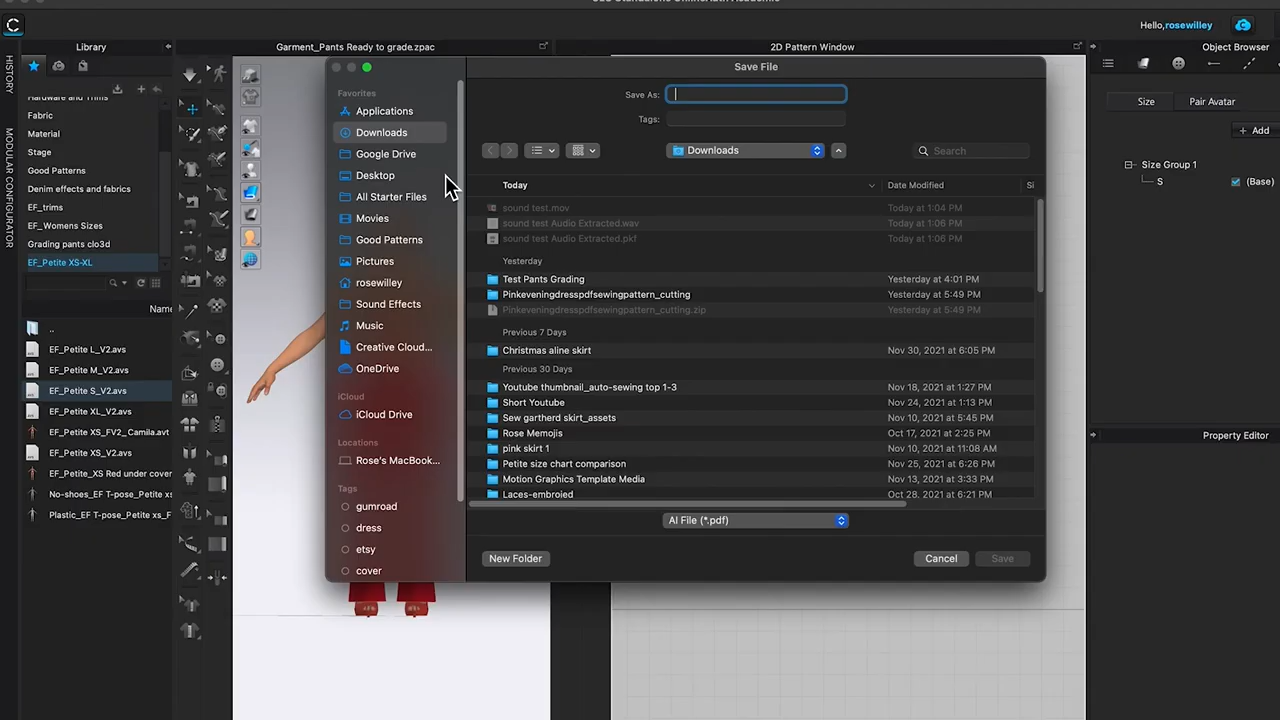 Hello,rosewilley
Library
Garment_Pants Ready to grade.zpac
2D Pattern Window
Object Browser
HISTORY
MODULAR CONFIGURATOR
Hardware and Trims
Fabric
Material
Stage
Good Patterns
Denim effects and fabrics
EF_trims
EF_Womens Sizes
Grading pants clo3d
EF_Petite XS-XL
Name
..
EF_Petite L_V2.avs
EF_Petite M_V2.avs
EF_Petite S_V2.avs
EF_Petite XL_V2.avs
EF_Petite XS_FV2_Camila.avt
EF_Petite XS_V2.avs
EF_Petite_XS Red under cover
No-shoes_EF T-pose_Petite xs
Plastic_EF T-pose_Petite xs_F
Save File
Save As:
Tags:
Favorites
Applications
Downloads
Google Drive
Desktop
All Starter Files
Movies
Good Patterns
Pictures
rosewilley
Sound Effects
Music
Creative Cloud...
OneDrive
iCloud
iCloud Drive
Locations
Rose's MacBook...
Tags
gumroad
dress
etsy
cover
Downloads
Search
Today
Date Modified
Si
sound test.mov
Today at 1:04 PM
sound test Audio Extracted.wav
Today at 1:06 PM
sound test Audio Extracted.pkf
Today at 1:06 PM
Yesterday
Test Pants Grading
Yesterday at 4:01 PM
Pinkeveningdresspdfsewingpattern_cutting
Yesterday at 5:49 PM
Pinkeveningdresspdfsewingpattern_cutting.zip
Yesterday at 5:49 PM
Previous 7 Days
Christmas aline skirt
Nov 30, 2021 at 6:05 PM
Previous 30 Days
Youtube thumbnail_auto-sewing top 1-3
Nov 18, 2021 at 1:27 PM
Short Youtube
Nov 24, 2021 at 1:13 PM
Sew gartherd skirt_assets
Nov 10, 2021 at 5:45 PM
Rose Memojis
Oct 17, 2021 at 2:25 PM
pink skirt 1
Nov 10, 2021 at 11:08 AM
Petite size chart comparison
Nov 25, 2021 at 6:26 PM
Motion Graphics Template Media
Nov 13, 2021 at 3:33 PM
Laces-embroied
Oct 28, 2021 at 6:21 PM
AI File (*.pdf)
New Folder
Cancel
Save
Size
Pair Avatar
+ Add
Size Group 1
S
(Base)
Property Editor